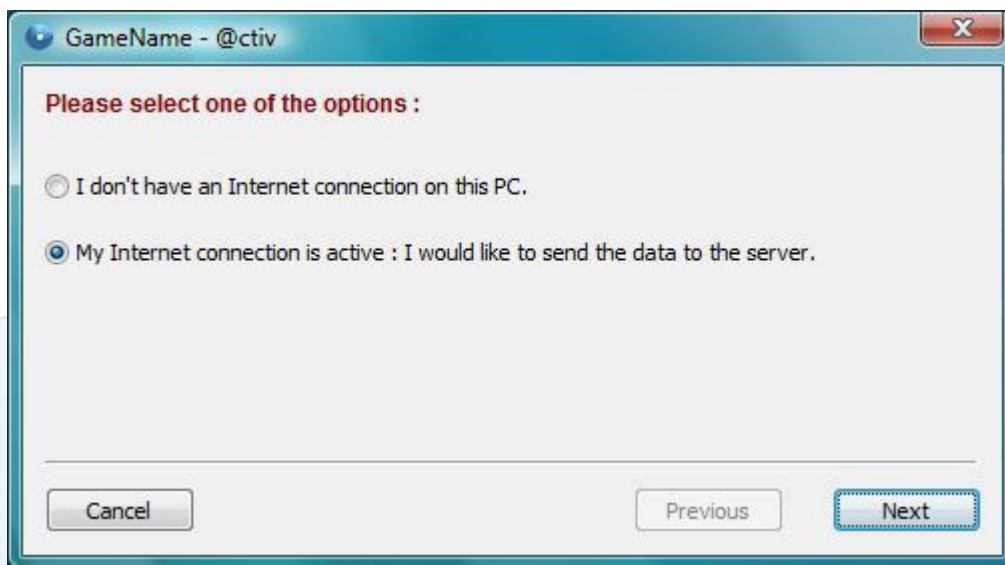 GameName - @ctiv
Please select one of the options :
I don't have an Internet connection on this PC.
My Internet connection is active : I would like to send the data to the server.
Cancel
Previous
Next